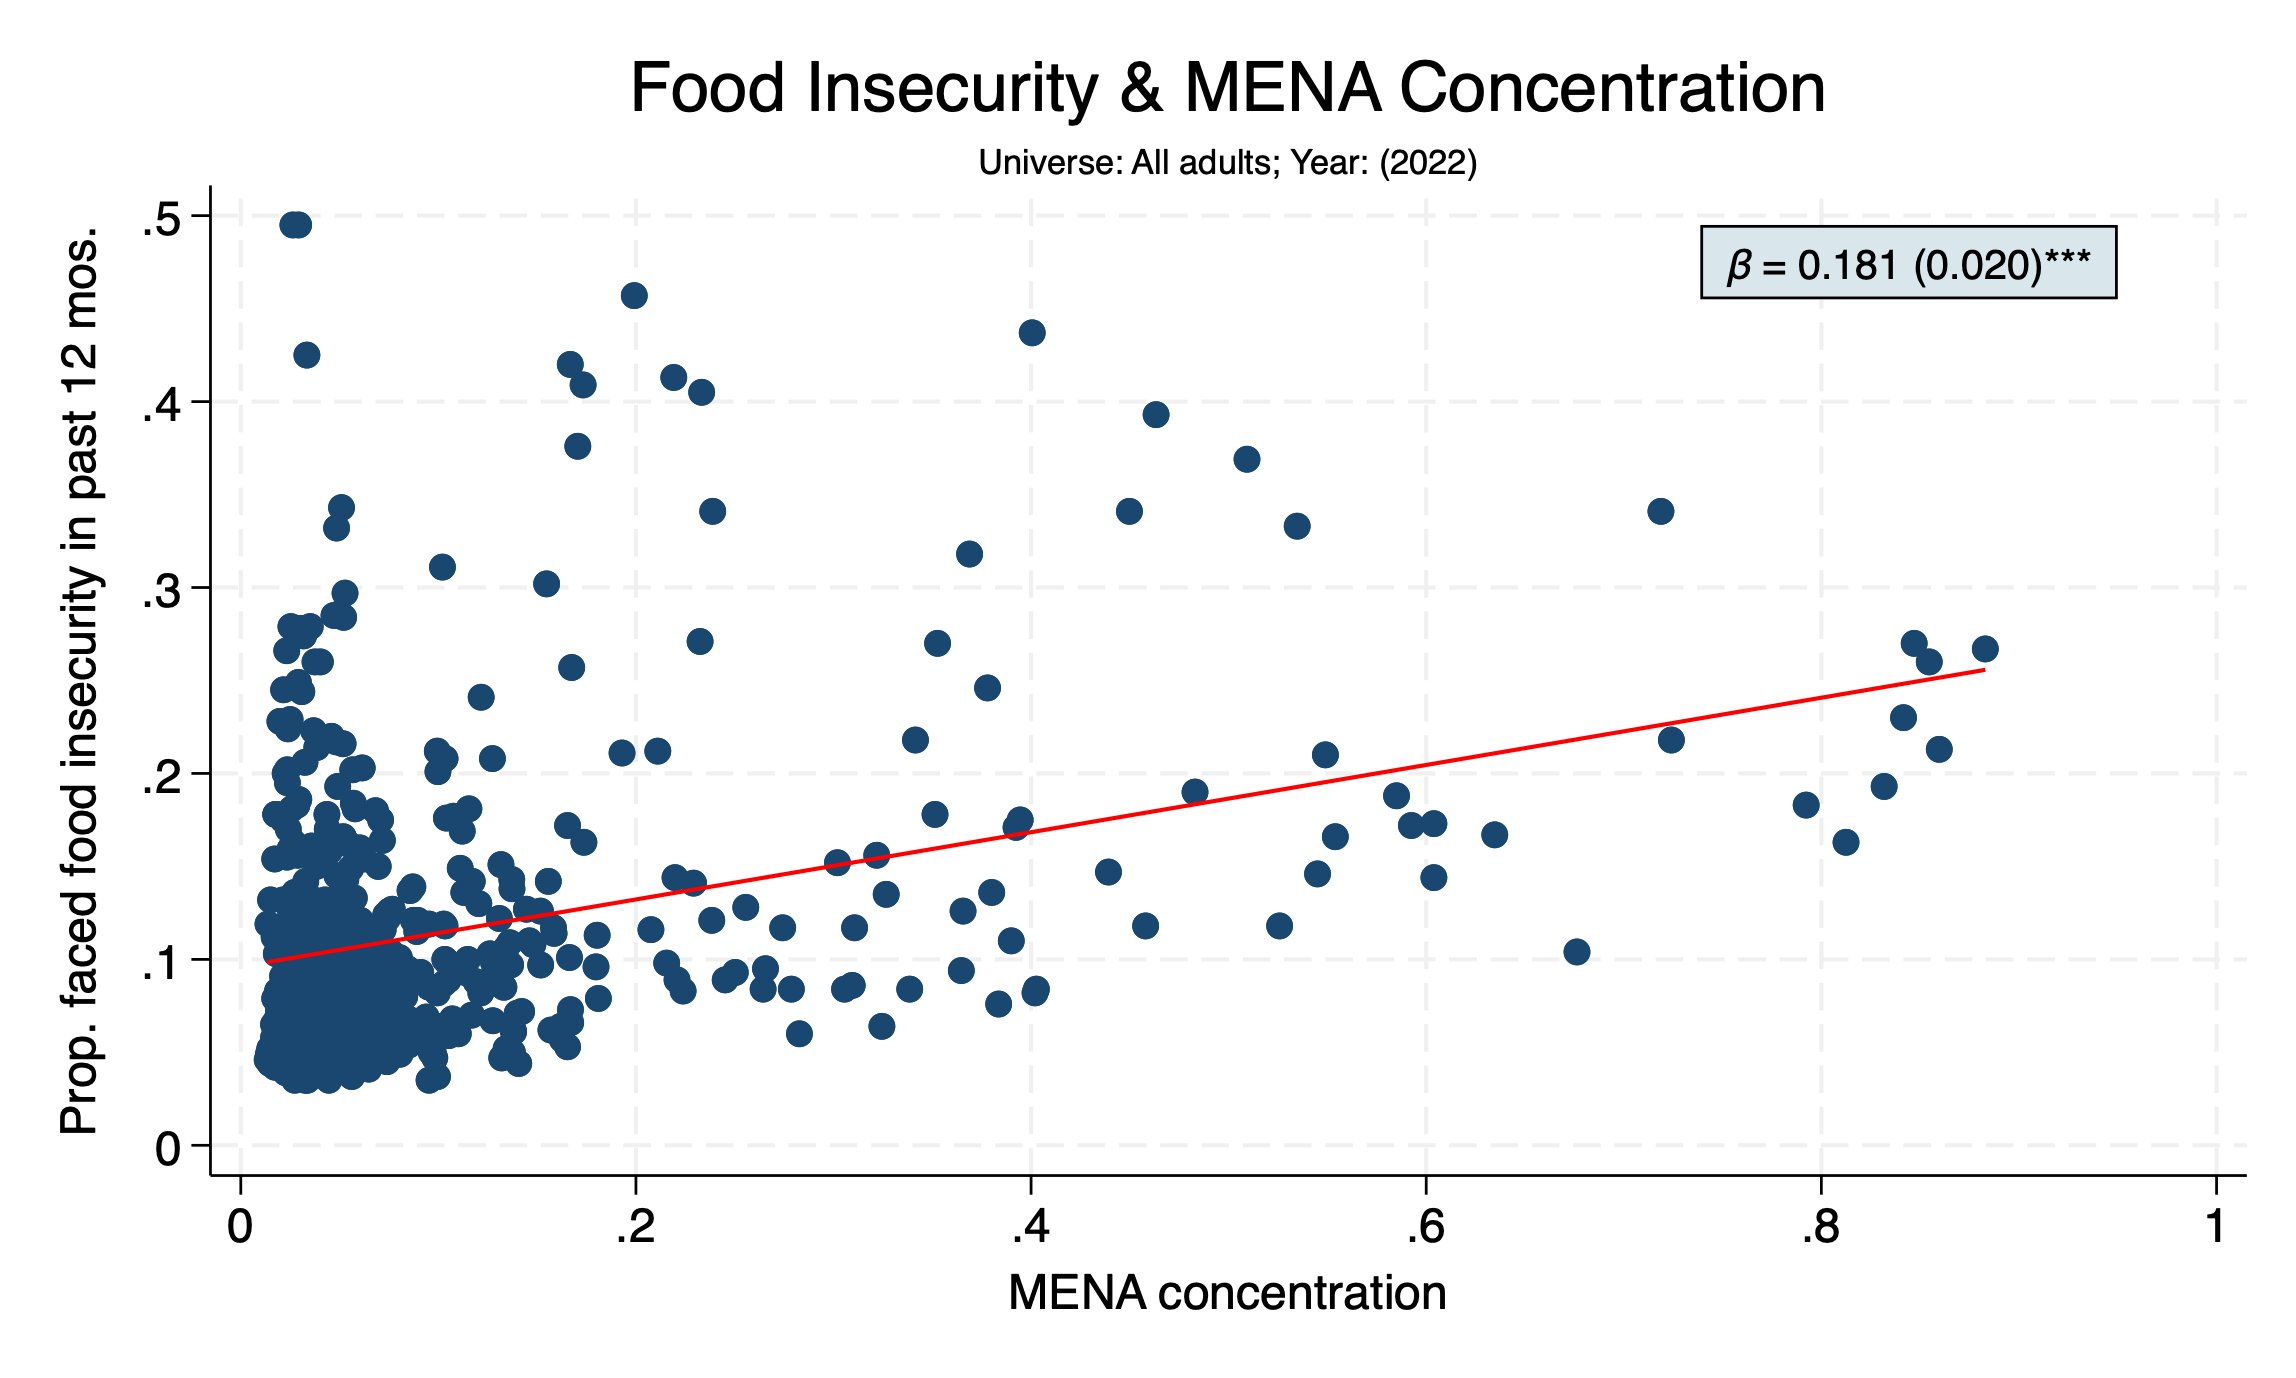 Food Insecurity & MENA Concentration
Universe: All adults; Year: (2022)
β = 0.181 (0.020)***
Prop. faced food insecurity in past 12 mos.
.5
.4
.3
.2
.1
0
0 .2 .4 .6 .8 1
MENA concentration